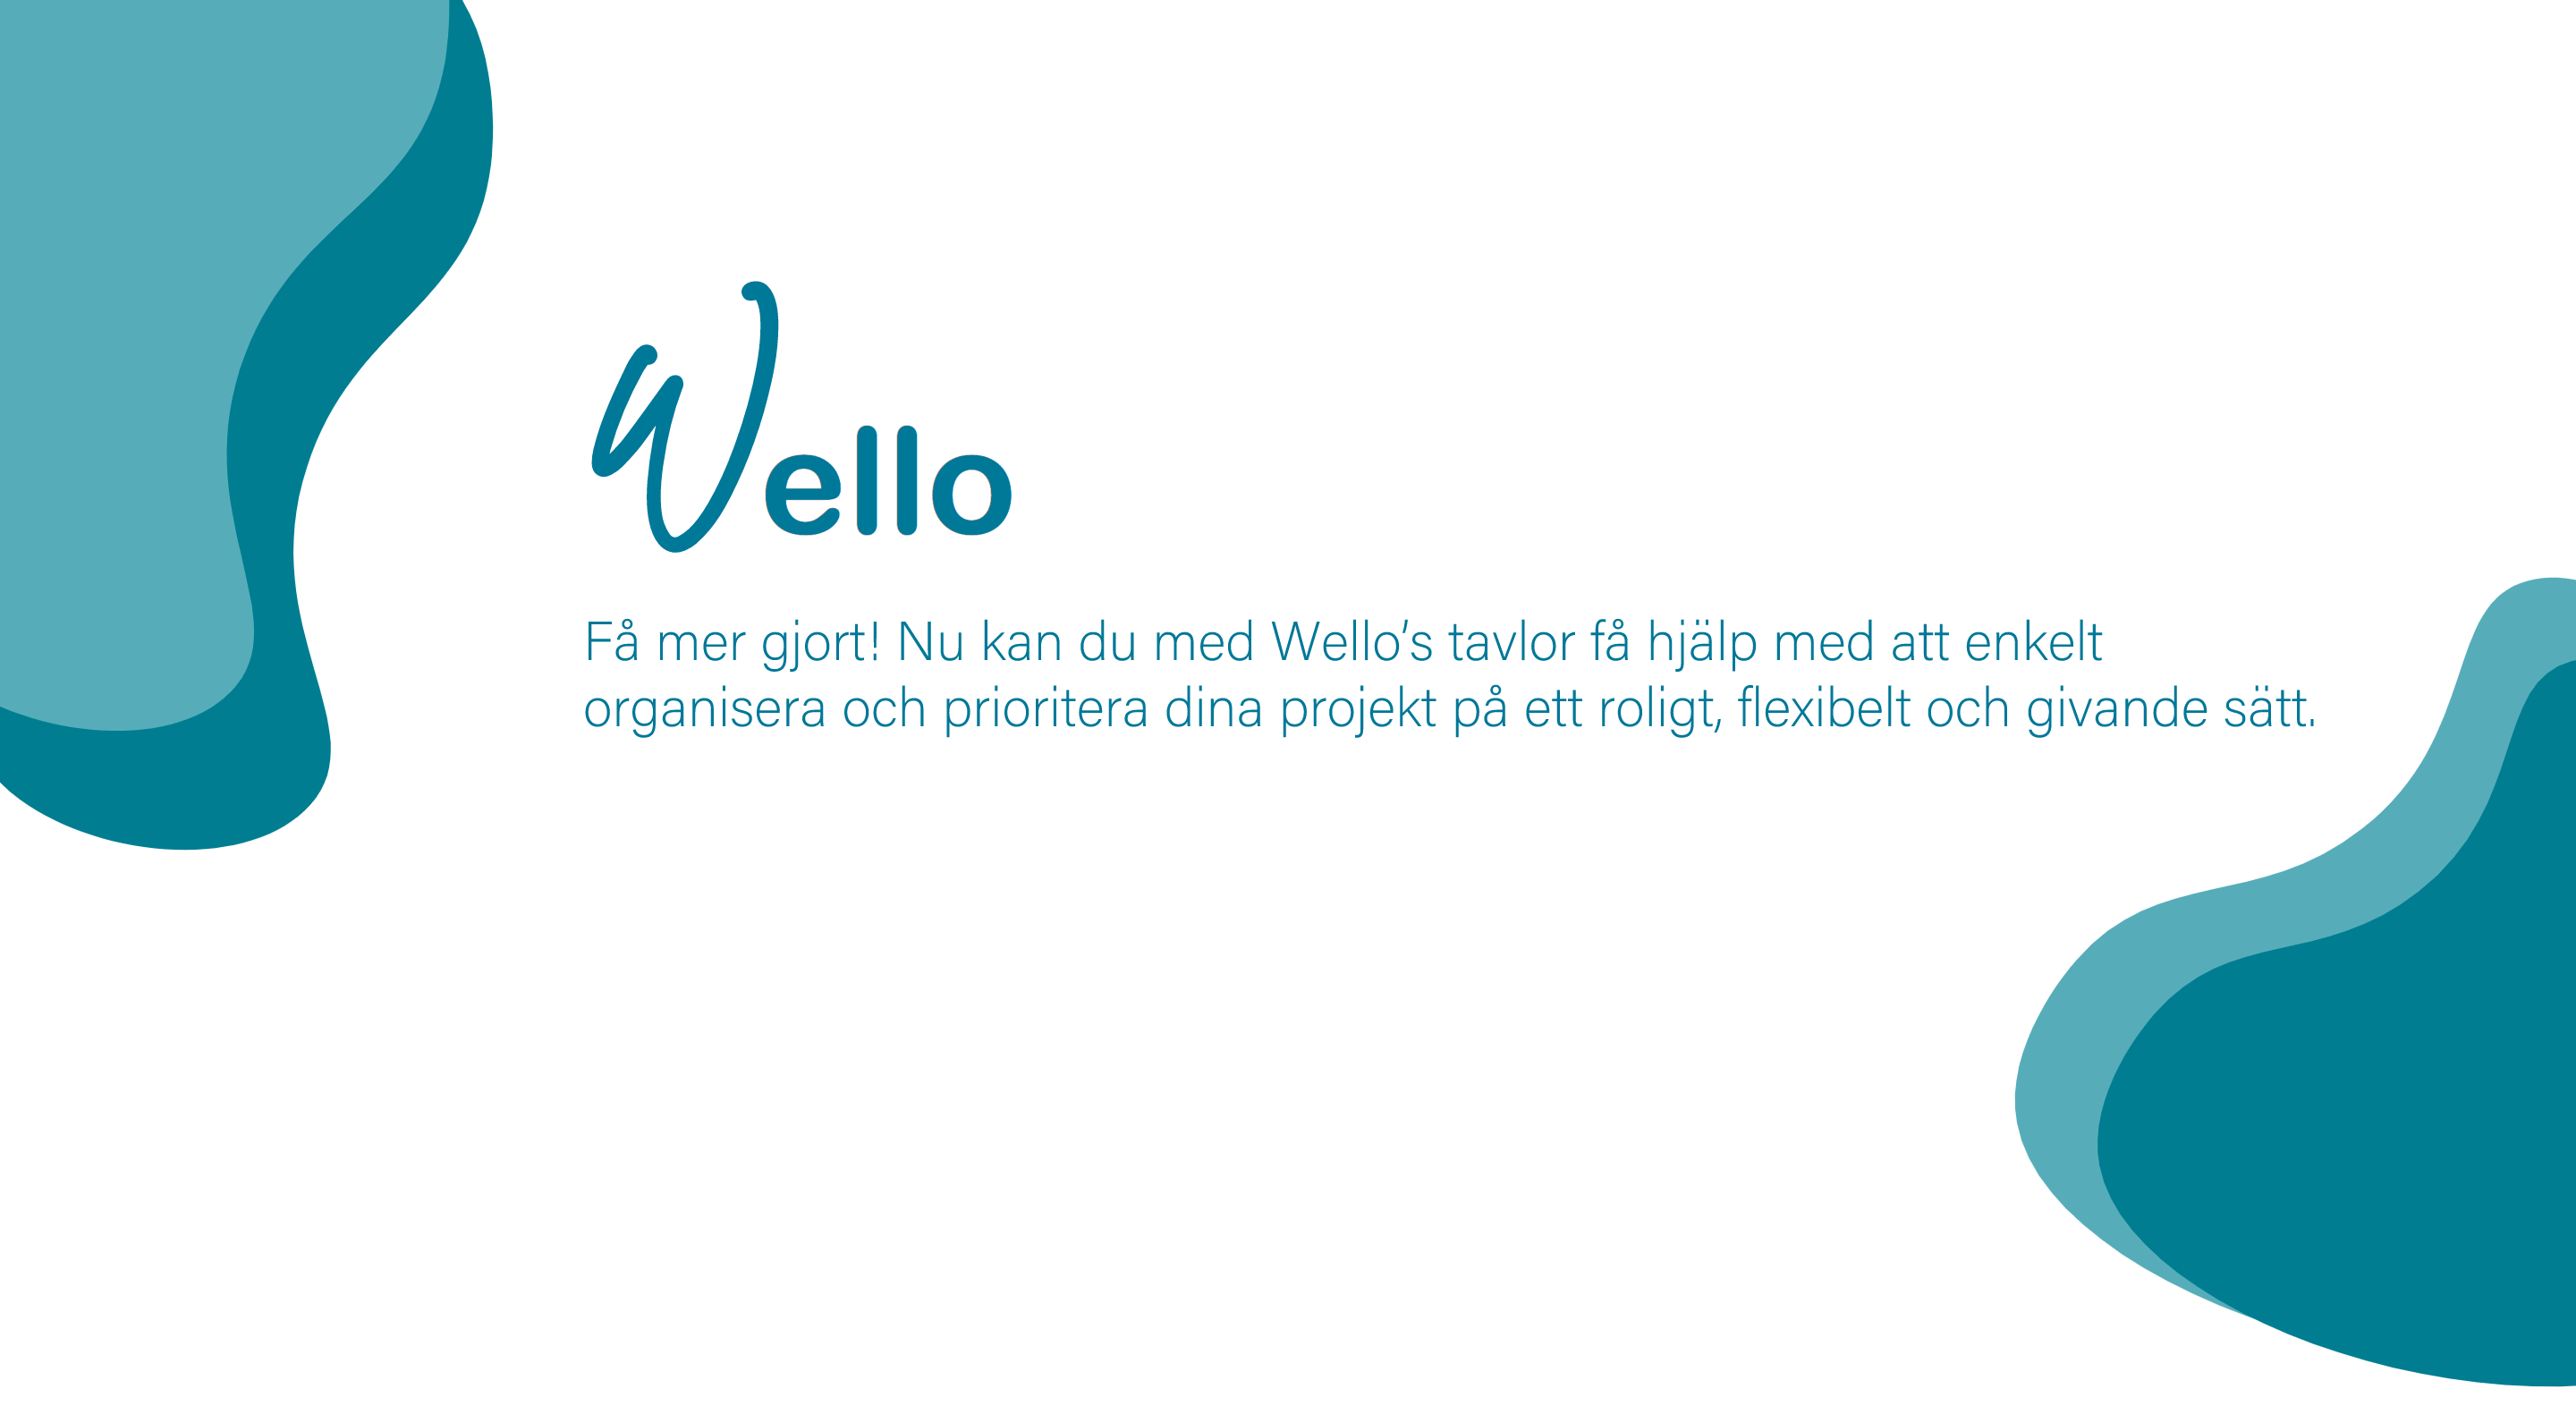 Wello
Få mer gjort! Nu kan du med Wello’s tavlor få hjälp med att enkelt
organisera och prioritera dina projekt på ett roligt, flexibelt och givande sätt.